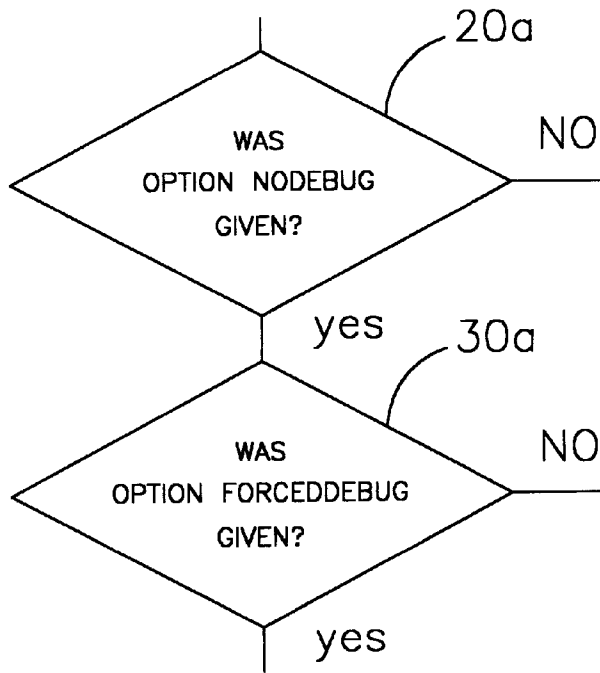 20a
WAS
OPTION NODEBUG
GIVEN?
NO
yes
30a
WAS
OPTION FORCEDDEBUG
GIVEN?
NO
yes